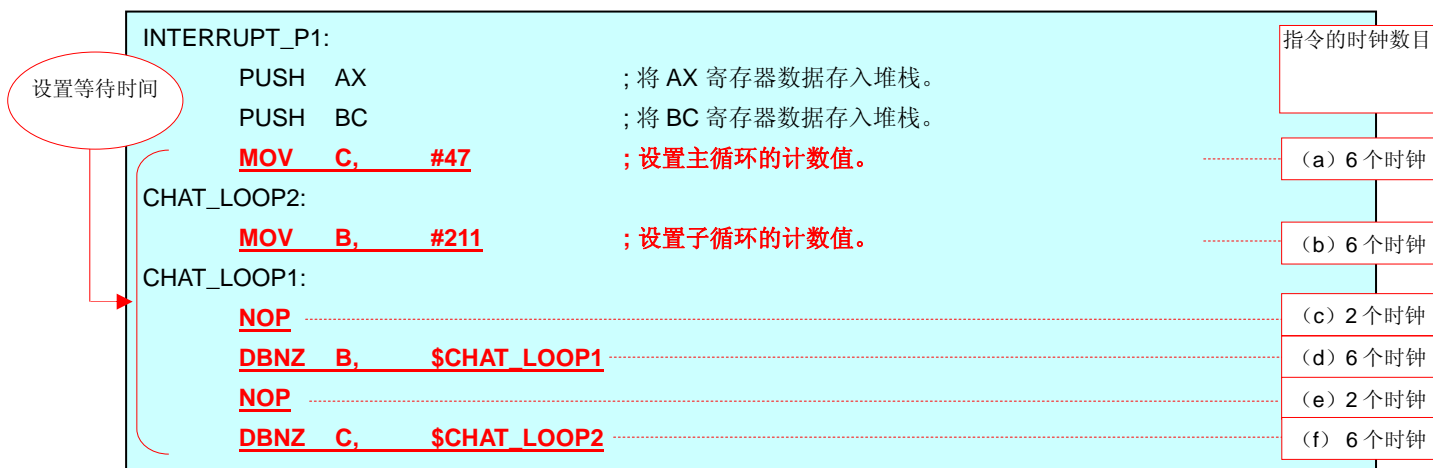 INTERRUPT_P1:
指令的时钟数目
设置等待时间
PUSH AX ; 将 AX 寄存器数据存入堆栈。
PUSH BC ; 将 BC 寄存器数据存入堆栈。
MOV C, #47 ; 设置主循环的计数值。 （a）6 个时钟
CHAT_LOOP2:
MOV B, #211 ; 设置子循环的计数值。 （b）6 个时钟
CHAT_LOOP1:
NOP （c）2 个时钟
DBNZ B, $CHAT_LOOP1 （d）6 个时钟
NOP （e）2 个时钟
DBNZ C, $CHAT_LOOP2 （f） 6 个时钟